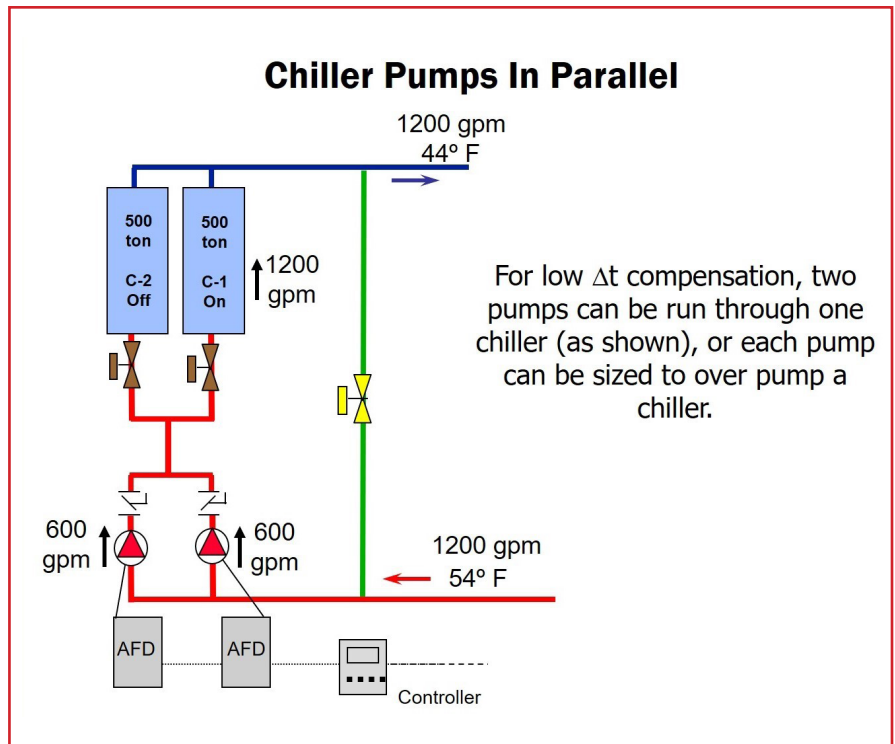 Chiller Pumps In Parallel
1200 gpm
44º F
500
ton
C-2
Off
500
ton
C-1
On
1200
gpm
For low Δt compensation, two
pumps can be run through one
chiller (as shown), or each pump
can be sized to over pump a
chiller.
600
gpm
600
gpm
1200 gpm
54º F
AFD
AFD
Controller